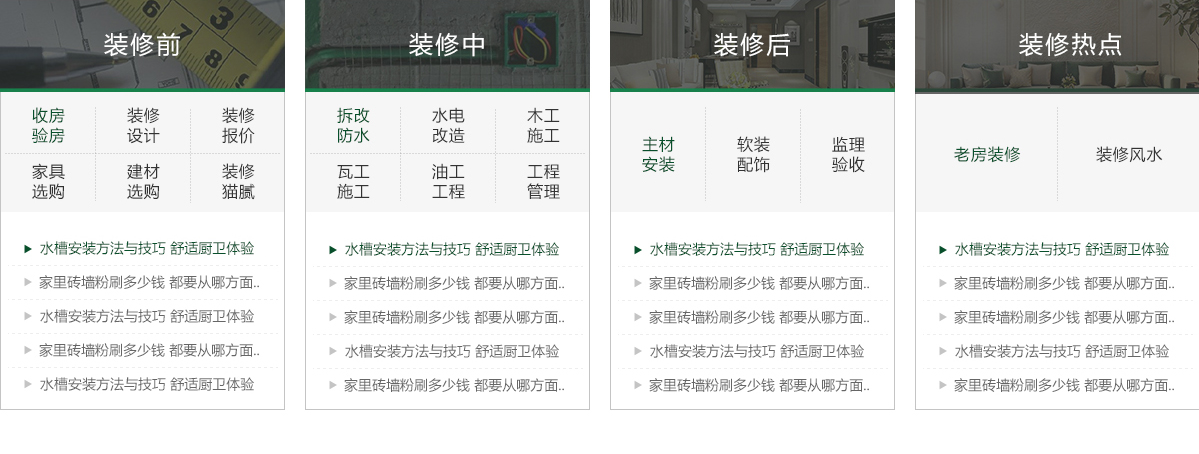 装修前
收房 装修 装修
验房 设计 报价
家具 建材 装修
选购 选购 猫腻
水槽安装方法与技巧 舒适厨卫体验
家里砖墙粉刷多少钱 都要从哪方面..
水槽安装方法与技巧 舒适厨卫体验
家里砖墙粉刷多少钱 都要从哪方面..
水槽安装方法与技巧 舒适厨卫体验
装修中
拆改 水电 木工
防水 改造 施工
瓦工 油工 工程
施工 工程 管理
水槽安装方法与技巧 舒适厨卫体验
家里砖墙粉刷多少钱 都要从哪方面..
家里砖墙粉刷多少钱 都要从哪方面..
水槽安装方法与技巧 舒适厨卫体验
家里砖墙粉刷多少钱 都要从哪方面..
装修后
主材 软装 监理
安装 配饰 验收
水槽安装方法与技巧 舒适厨卫体验
家里砖墙粉刷多少钱 都要从哪方面..
家里砖墙粉刷多少钱 都要从哪方面..
水槽安装方法与技巧 舒适厨卫体验
家里砖墙粉刷多少钱 都要从哪方面..
装修热点
老房装修 装修风水
水槽安装方法与技巧 舒适厨卫体验
家里砖墙粉刷多少钱 都要从哪方面..
家里砖墙粉刷多少钱 都要从哪方面..
水槽安装方法与技巧 舒适厨卫体验
家里砖墙粉刷多少钱 都要从哪方面..